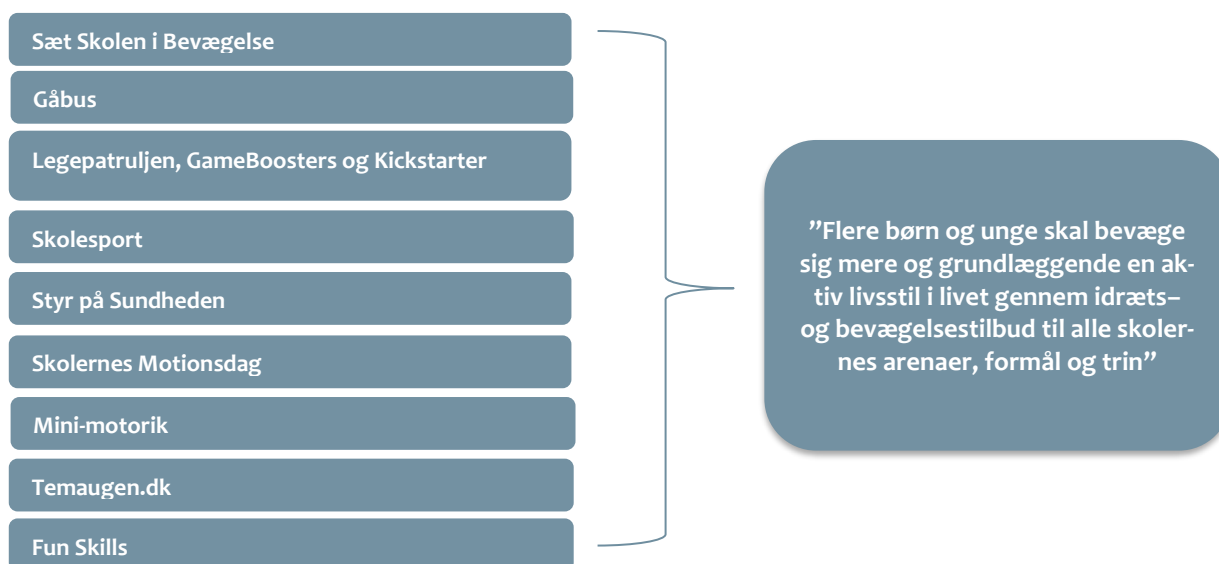 Sæt Skolen i Bevægelse
Gåbus
Legepatruljen, GameBoosters og Kickstarter
Skolesport
Styr på Sundheden
Skolernes Motionsdag
Mini-motorik
Temaugen.dk
Fun Skills
”Flere børn og unge skal bevæge
sig mere og grundlæggende en ak-
tiv livsstil i livet gennem idræts–
og bevægelsestilbud til alle skoler-
nes arenaer, formål og trin”